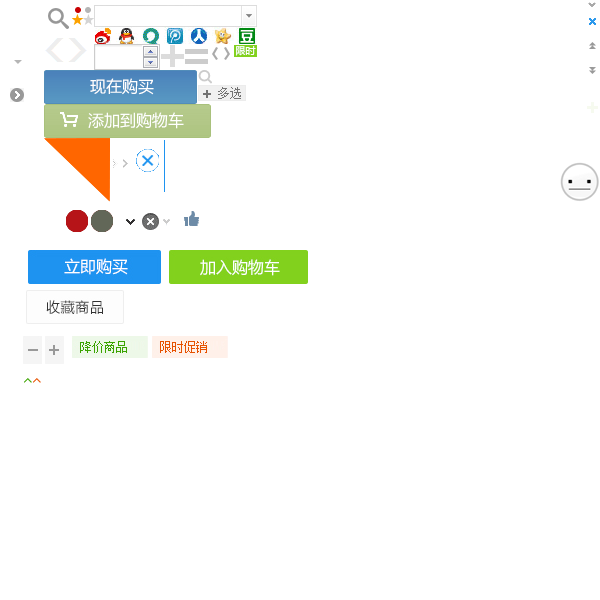 豆
限时
现在购买
多选
添加到购物车
立即购买
加入购物车
收藏商品
降价商品
限时促销